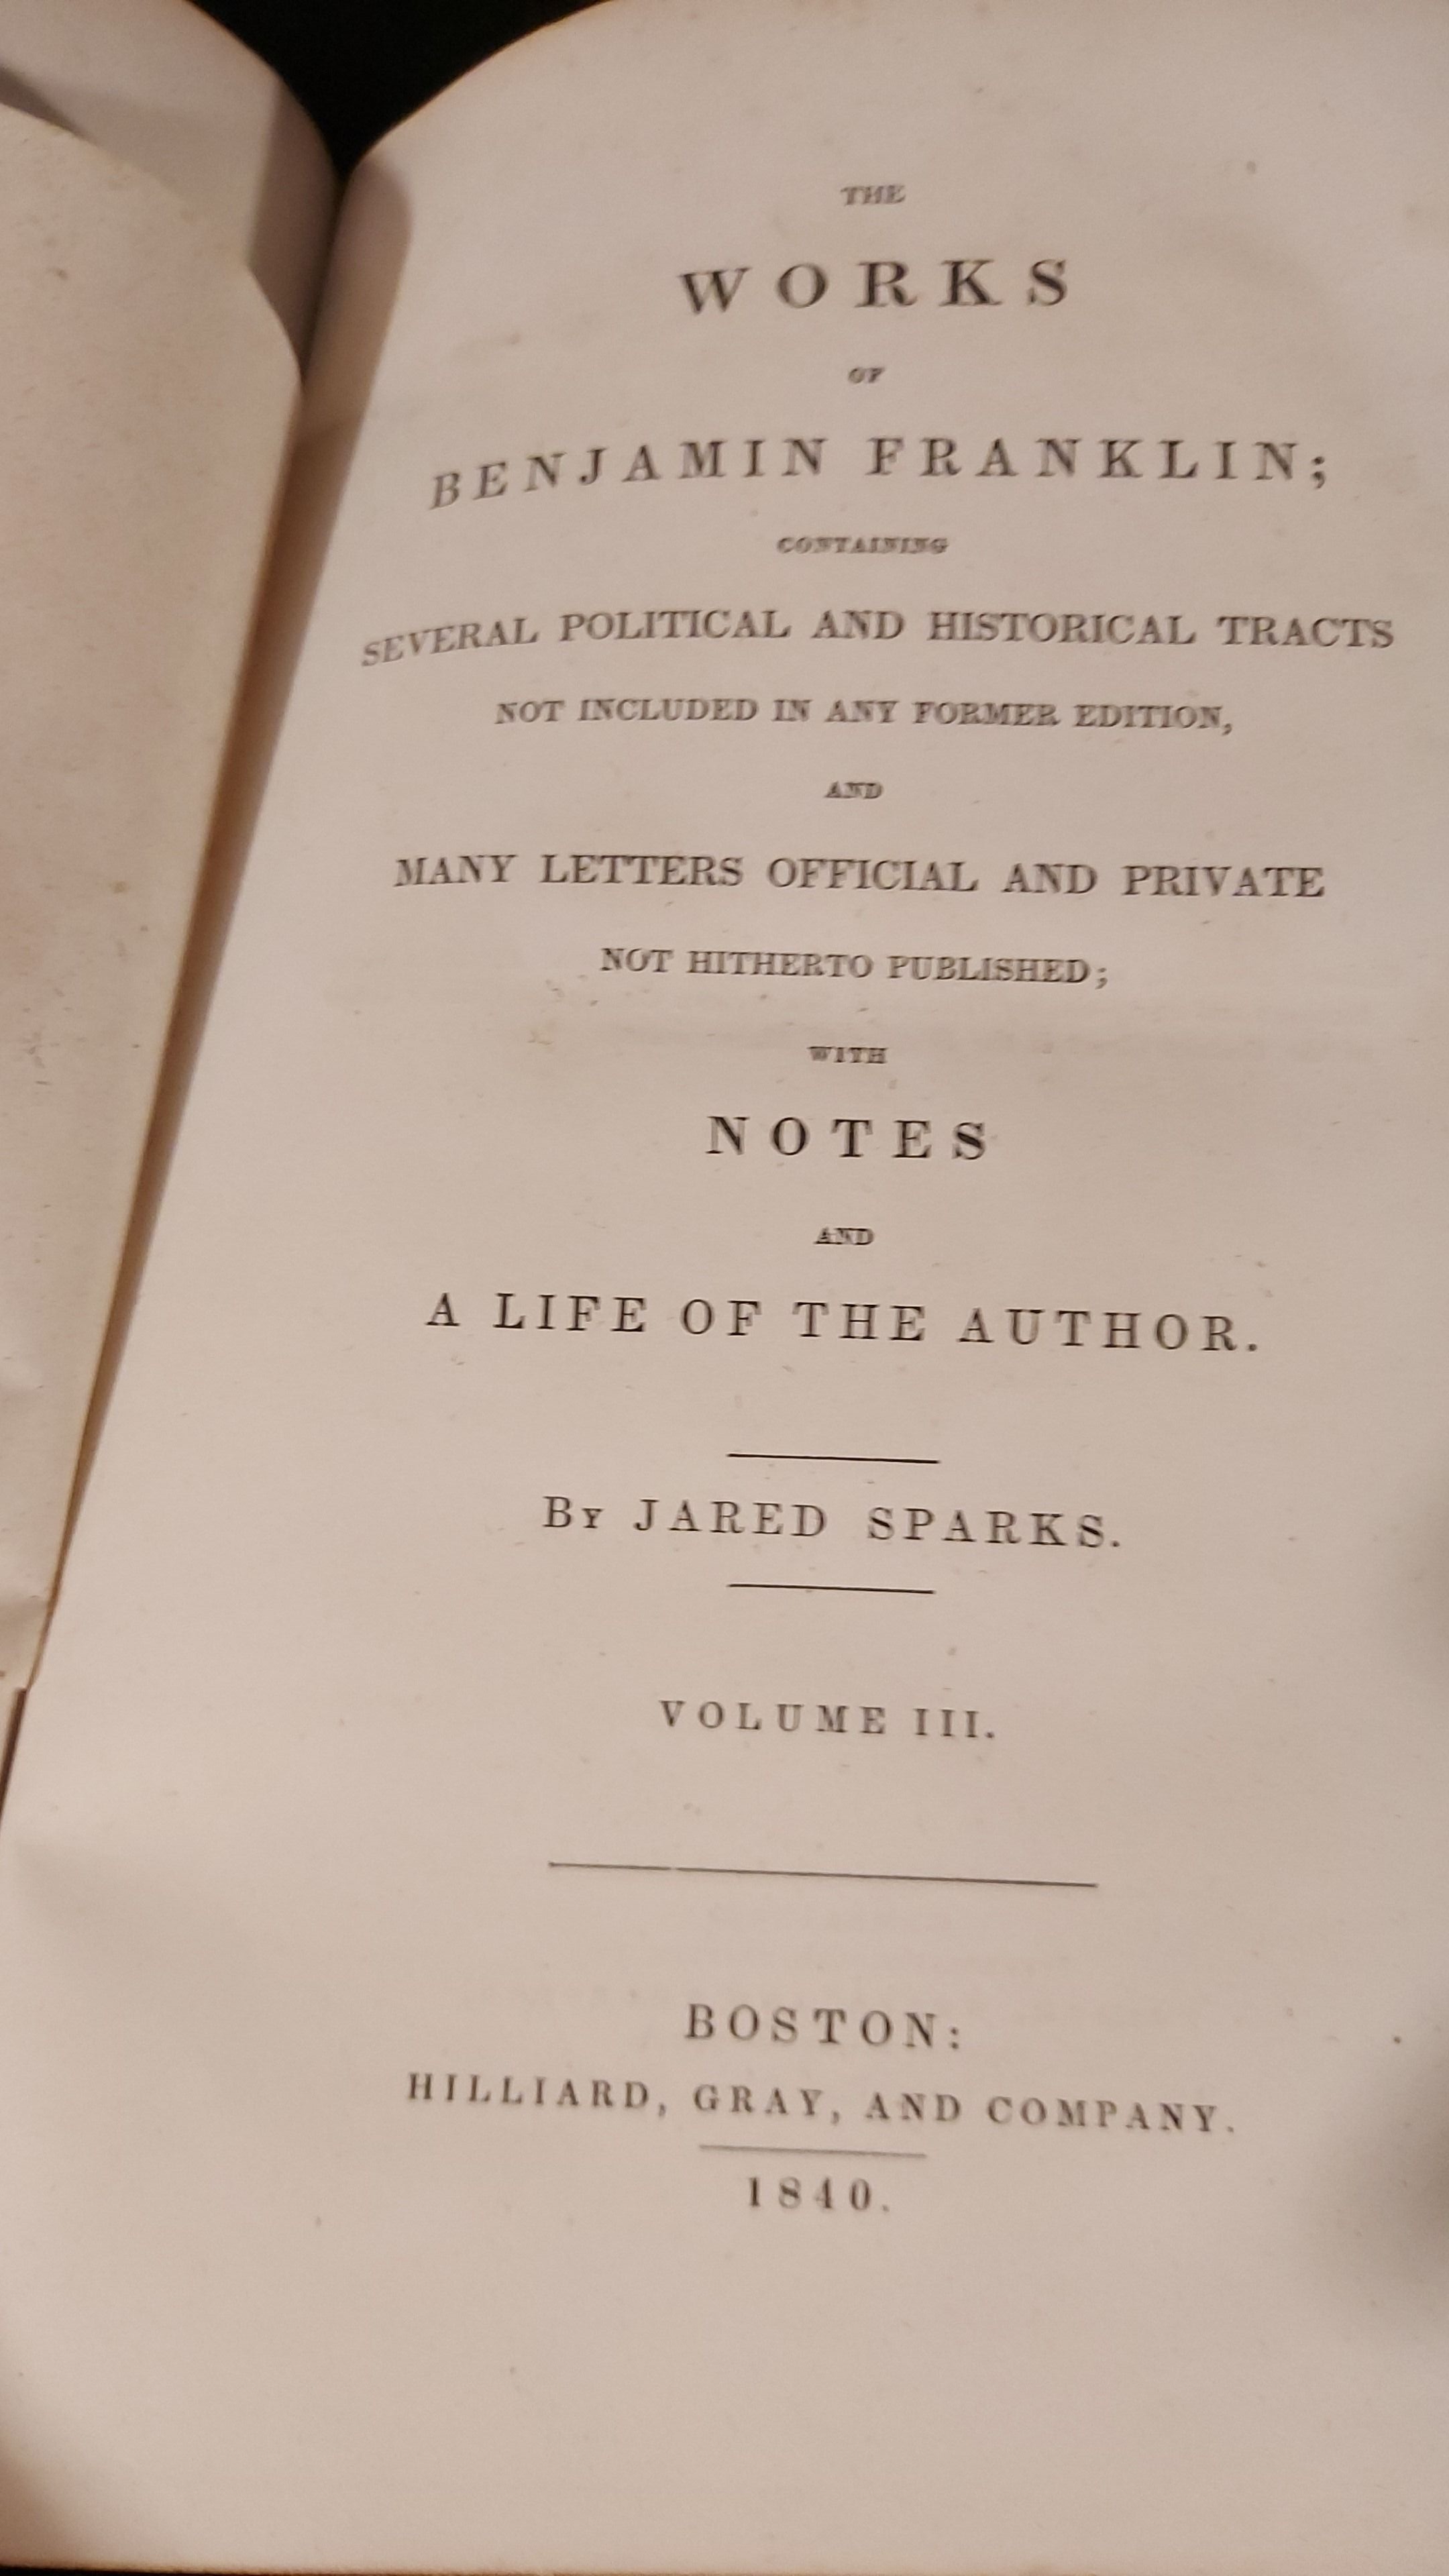 THE
WORKS
OF
BENJAMIN FRANKLIN;
CONTAINING
SEVERAL POLITICAL AND HISTORICAL TRACTS
NOT INCLUDED IN ANY FORMER EDITION,
AND
MANY LETTERS OFFICIAL AND PRIVATE
NOT HITHERTO PUBLISHED;
WITH
NOTES
AND
A LIFE OF THE AUTHOR.
By JARED SPARKS.
VOLUME III.
BOSTON:
HILLIARD, GRAY, AND COMPANY.
1840.